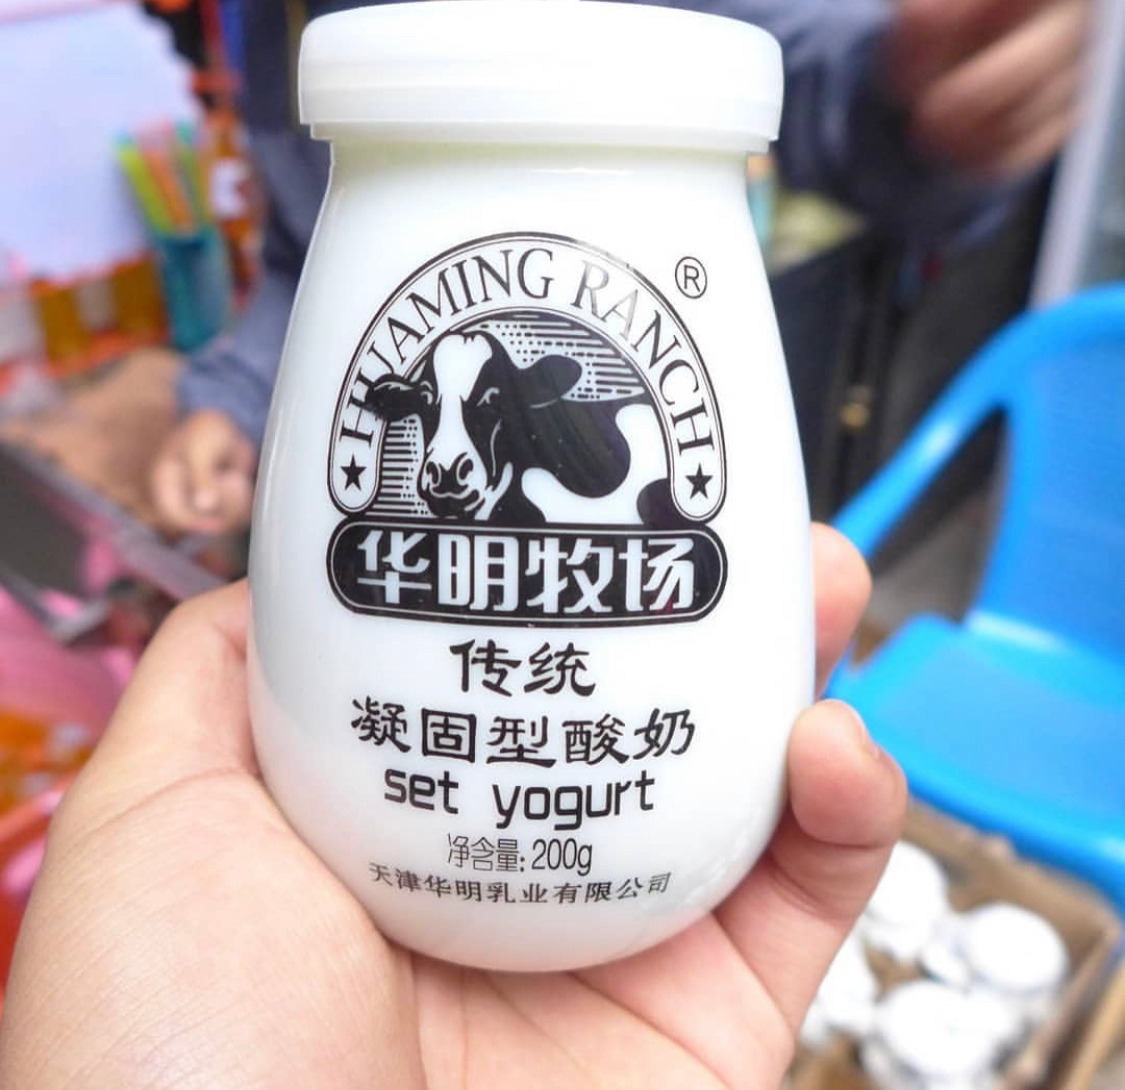 HUAMING RANCH
®
华明牧场
传统
凝固型酸奶
set yogurt
净含量: 200g
天津华明乳业有限公司